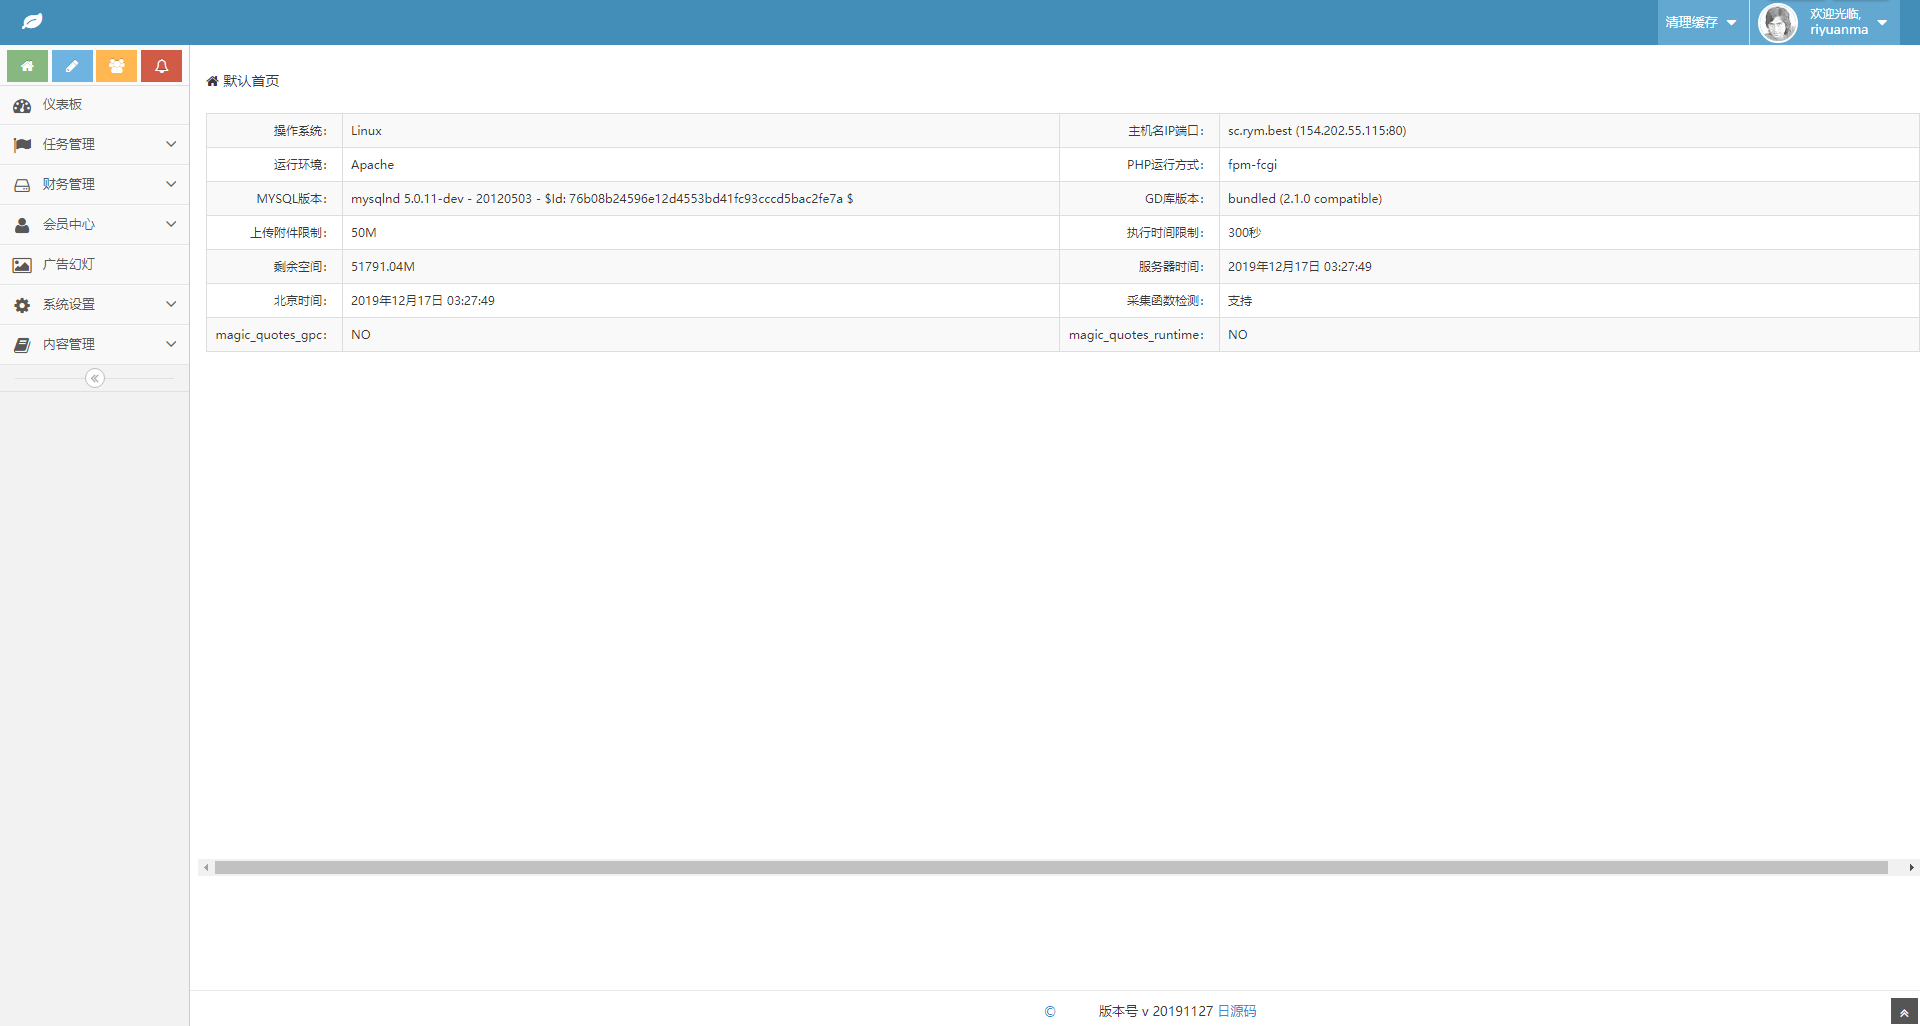 清理缓存
欢迎光临,
riyuanma
仪表板
任务管理
财务管理
会员中心
广告幻灯
系统设置
内容管理
默认首页
操作系统: Linux 主机名IP端口: sc.rym.best (154.202.55.115:80)
运行环境: Apache PHP运行方式: fpm-fcgi
MYSQL版本: mysqlnd 5.0.11-dev - 20120503 - $Id: 76b08b24596e12d4553bd41fc93cccd5bac2fe7a $ GD库版本: bundled (2.1.0 compatible)
上传附件限制: 50M 执行时间限制: 300秒
剩余空间: 51791.04M 服务器时间: 2019年12月17日 03:27:49
北京时间: 2019年12月17日 03:27:49 采集函数检测: 支持
magic_quotes_gpc: NO magic_quotes_runtime: NO
© 版本号 v 20191127 日源码